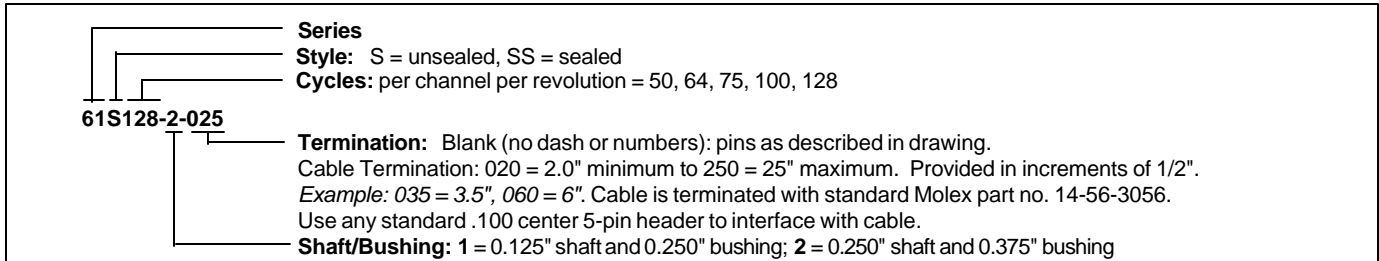 Series
Style: S = unsealed, SS = sealed
Cycles: per channel per revolution = 50, 64, 75, 100, 128
61S128-2-025
Termination: Blank (no dash or numbers): pins as described in drawing.
Cable Termination: 020 = 2.0" minimum to 250 = 25" maximum. Provided in increments of 1/2".
Example: 035 = 3.5", 060 = 6". Cable is terminated with standard Molex part no. 14-56-3056.
Use any standard .100 center 5-pin header to interface with cable.
Shaft/Bushing: 1 = 0.125" shaft and 0.250" bushing; 2 = 0.250" shaft and 0.375" bushing